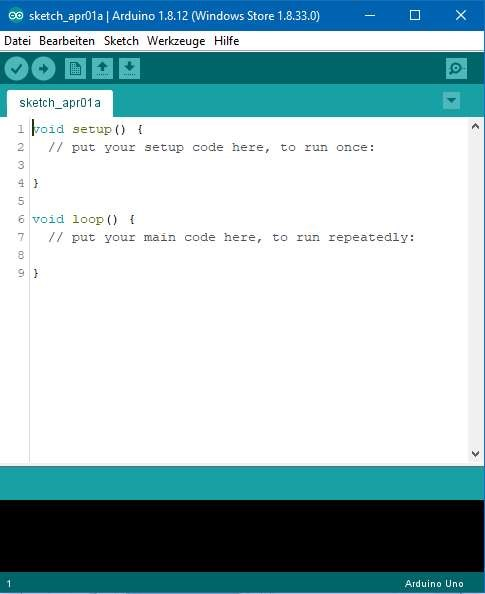 sketch_apr01a | Arduino 1.8.12 (Windows Store 1.8.33.0)
Datei Bearbeiten Sketch Werkzeuge Hilfe
sketch_apr01a
1 void setup() {
2   // put your setup code here, to run once:
3
4 }
5
6 void loop() {
7   // put your main code here, to run repeatedly:
8
9 }
1 Arduino Uno